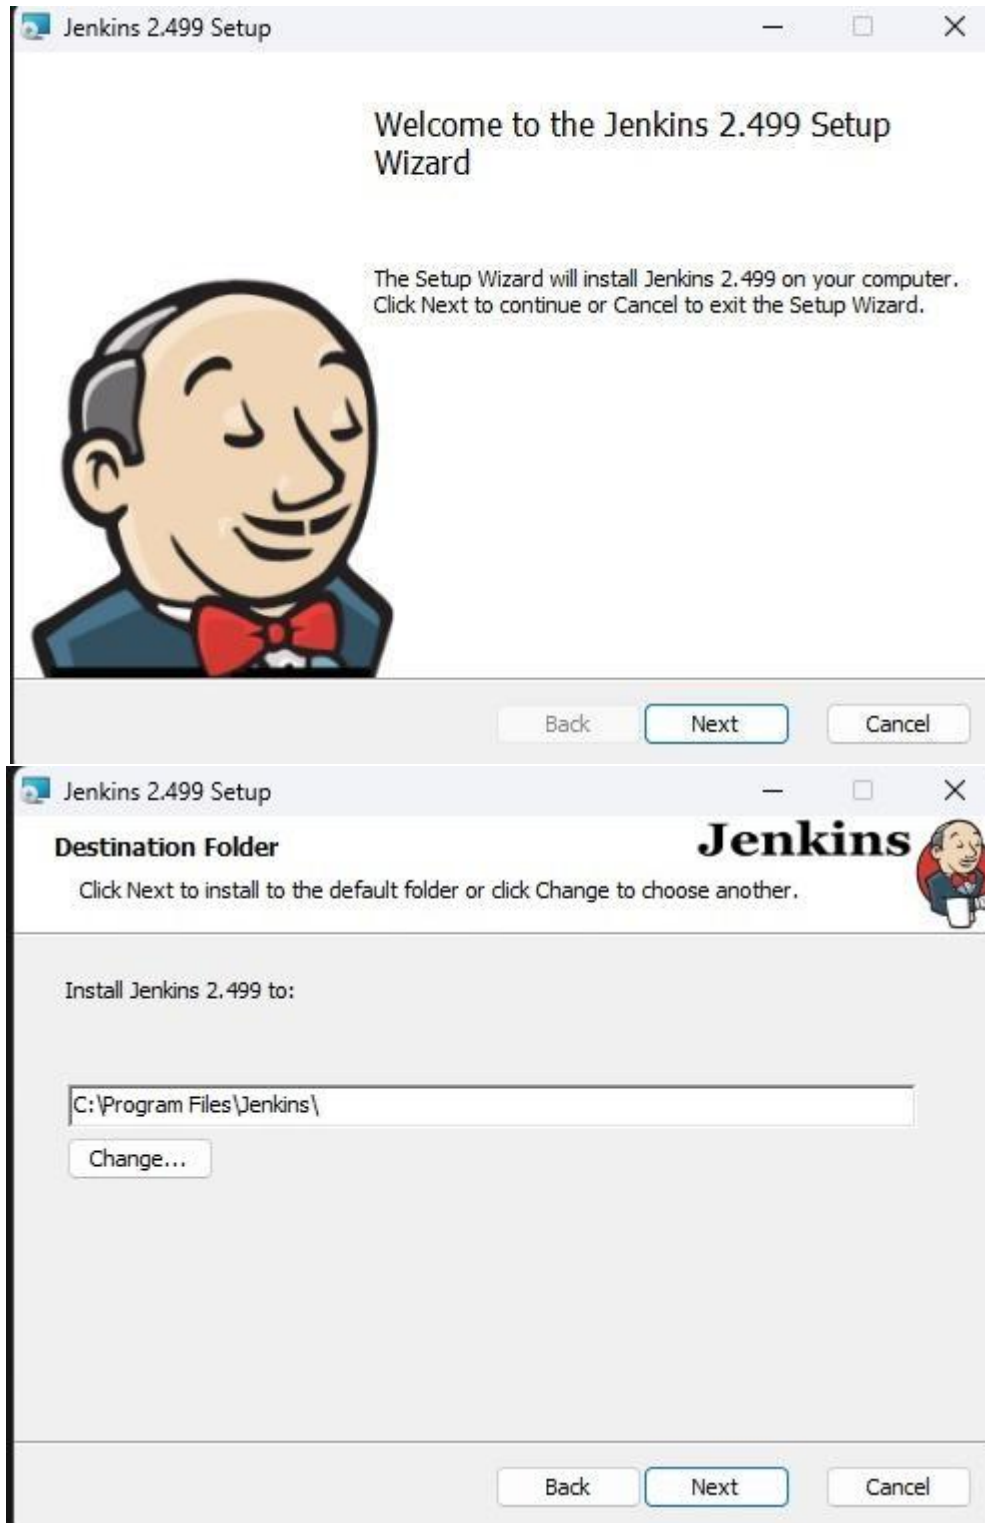 Jenkins 2.499 Setup
Welcome to the Jenkins 2.499 Setup
Wizard
The Setup Wizard will install Jenkins 2.499 on your computer.
Click Next to continue or Cancel to exit the Setup Wizard.
Back Next Cancel
Jenkins 2.499 Setup
Destination Folder
Jenkins
Click Next to install to the default folder or click Change to choose another.
Install Jenkins 2.499 to:
C:\Program Files\Jenkins\
Change...
Back Next Cancel